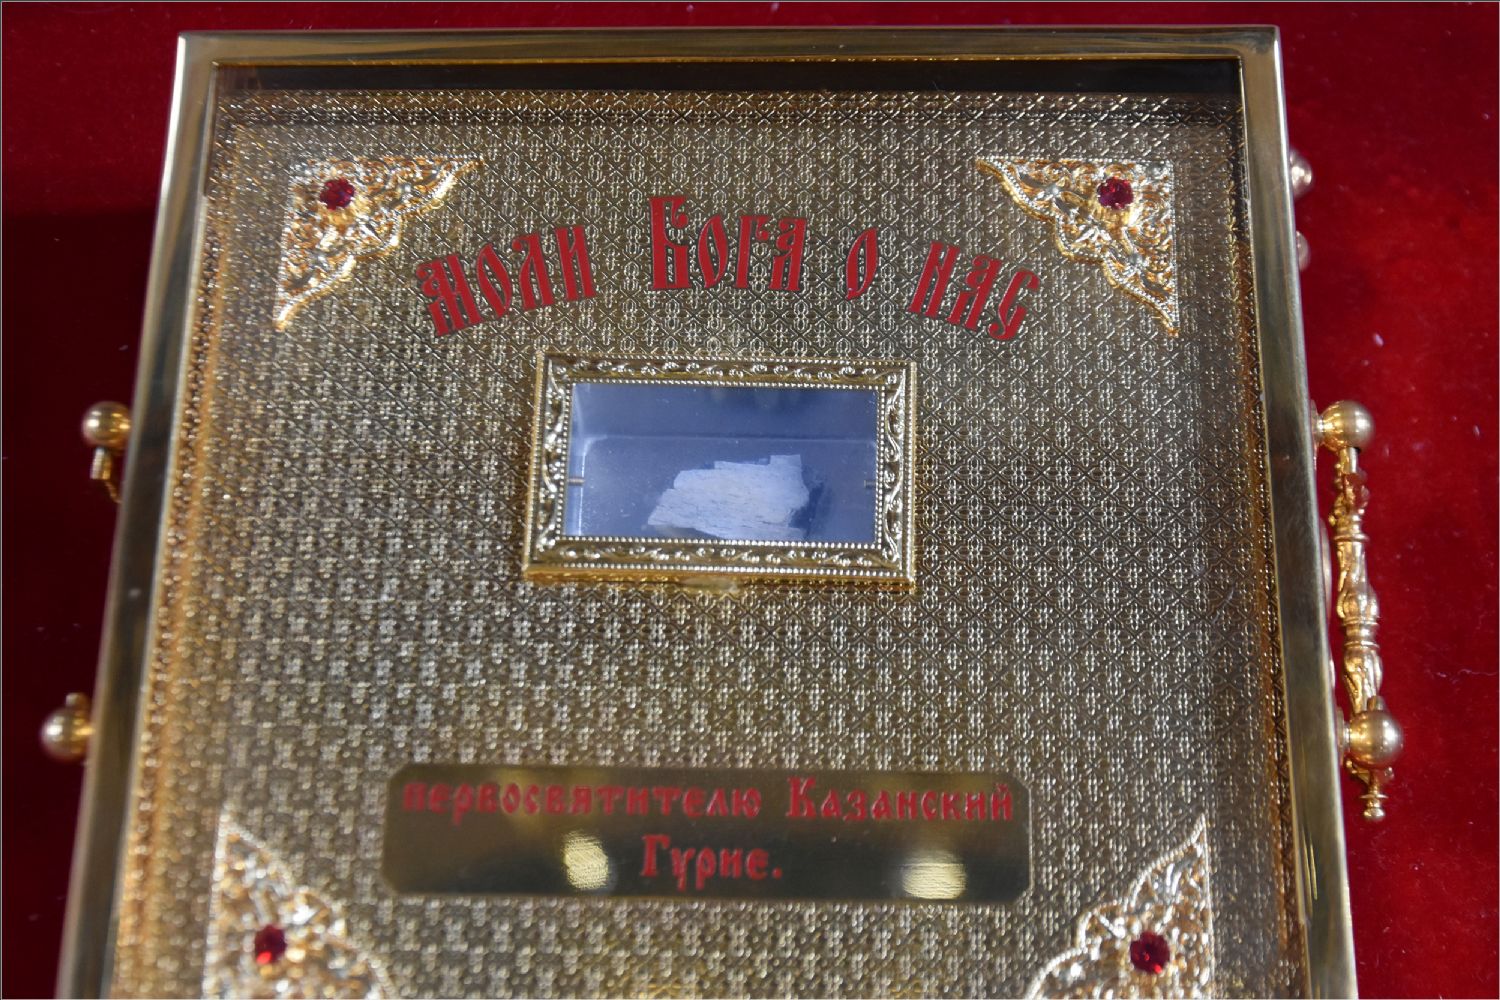 моли Бога о нас
первосвятителю Казанский
Гурие.